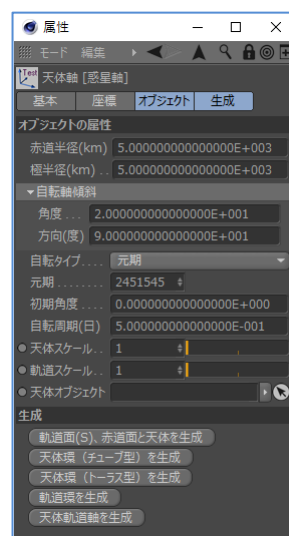 属性
モード 編集
Test 天体軸 [惑星軸]
基本 座標 オブジェクト 生成
オブジェクトの属性
赤道半径(km) 5.000000000000000E+003
極半径(km) . . 5.000000000000000E+003
自転軸傾斜
角度 . . . 2.000000000000000E+001
方向(度) 9.000000000000000E+001
自転タイプ . . . . 元期
元期 . . . . . . . . 2451545
初期角度 . . . . . 0.000000000000000E+000
自転周期(日) 5.000000000000000E-001
天体スケール. . 1
軌道スケール. . 1
天体オブジェクト
生成
軌道面(S)、赤道面と天体を生成
天体環（チューブ型）を生成
天体環（トーラス型）を生成
軌道環を生成
天体軌道軸を生成